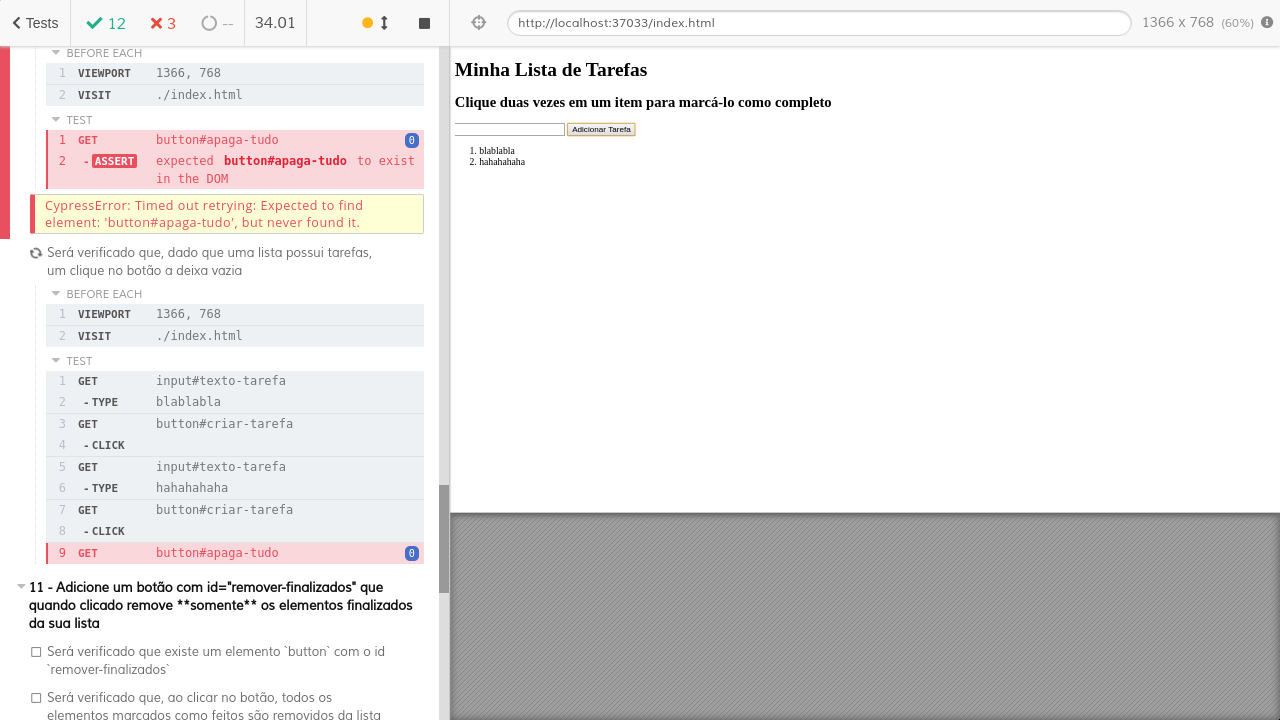 Tests 12 3 -- 34.01
BEFORE EACH
1 VIEWPORT 1366, 768
2 VISIT ./index.html
TEST
1 GET button#apaga-tudo 0
2 -ASSERT expected button#apaga-tudo to exist
in the DOM
CypressError: Timed out retrying: Expected to find
element: 'button#apaga-tudo', but never found it.
Será verificado que, dado que uma lista possui tarefas,
um clique no botão a deixa vazia
BEFORE EACH
1 VIEWPORT 1366, 768
2 VISIT ./index.html
TEST
1 GET input#texto-tarefa
2 -TYPE blablabla
3 GET button#criar-tarefa
4 -CLICK
5 GET input#texto-tarefa
6 -TYPE hahahahaha
7 GET button#criar-tarefa
8 -CLICK
9 GET button#apaga-tudo 0
11 - Adicione um botão com id="remover-finalizados" que
quando clicado remove **somente** os elementos finalizados
da sua lista
Será verificado que existe um elemento `button` com o id
`remover-finalizados`
Será verificado que, ao clicar no botão, todos os
elementos marcados como feitos são removidos da lista
http://localhost:37033/index.html 1366 x 768 (60%)
Minha Lista de Tarefas
Clique duas vezes em um item para marcá-lo como completo
Adicionar Tarefa
1. blablabla
2. hahahahaha